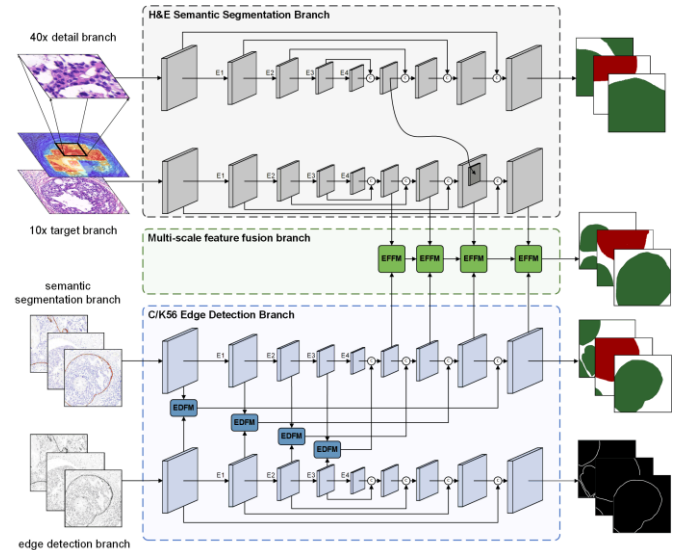 H&E Semantic Segmentation Branch
40x detail branch
E1 E2 E3 E4 C C C C
10x target branch
E1 E2 E3 E4 C C C C
Multi-scale feature fusion branch
EFFM EFFM EFFM EFFM
semantic
segmentation branch
C/K56 Edge Detection Branch
E1 E2 E3 E4 C C C C
EDFM
EDFM
EDFM
EDFM
E1 E2 E3 E4 C C C C
edge detection branch